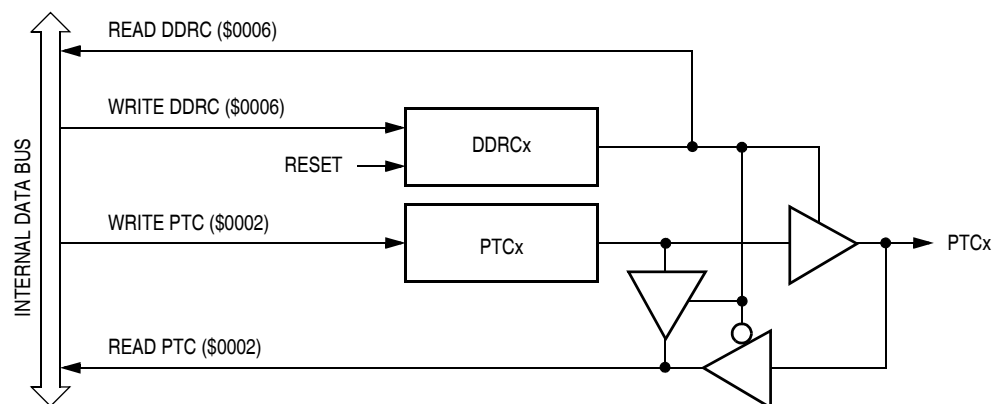 READ DDRC ($0006)
WRITE DDRC ($0006)
DDRCx
RESET
INTERNAL DATA BUS
WRITE PTC ($0002)
PTCx
PTCx
READ PTC ($0002)